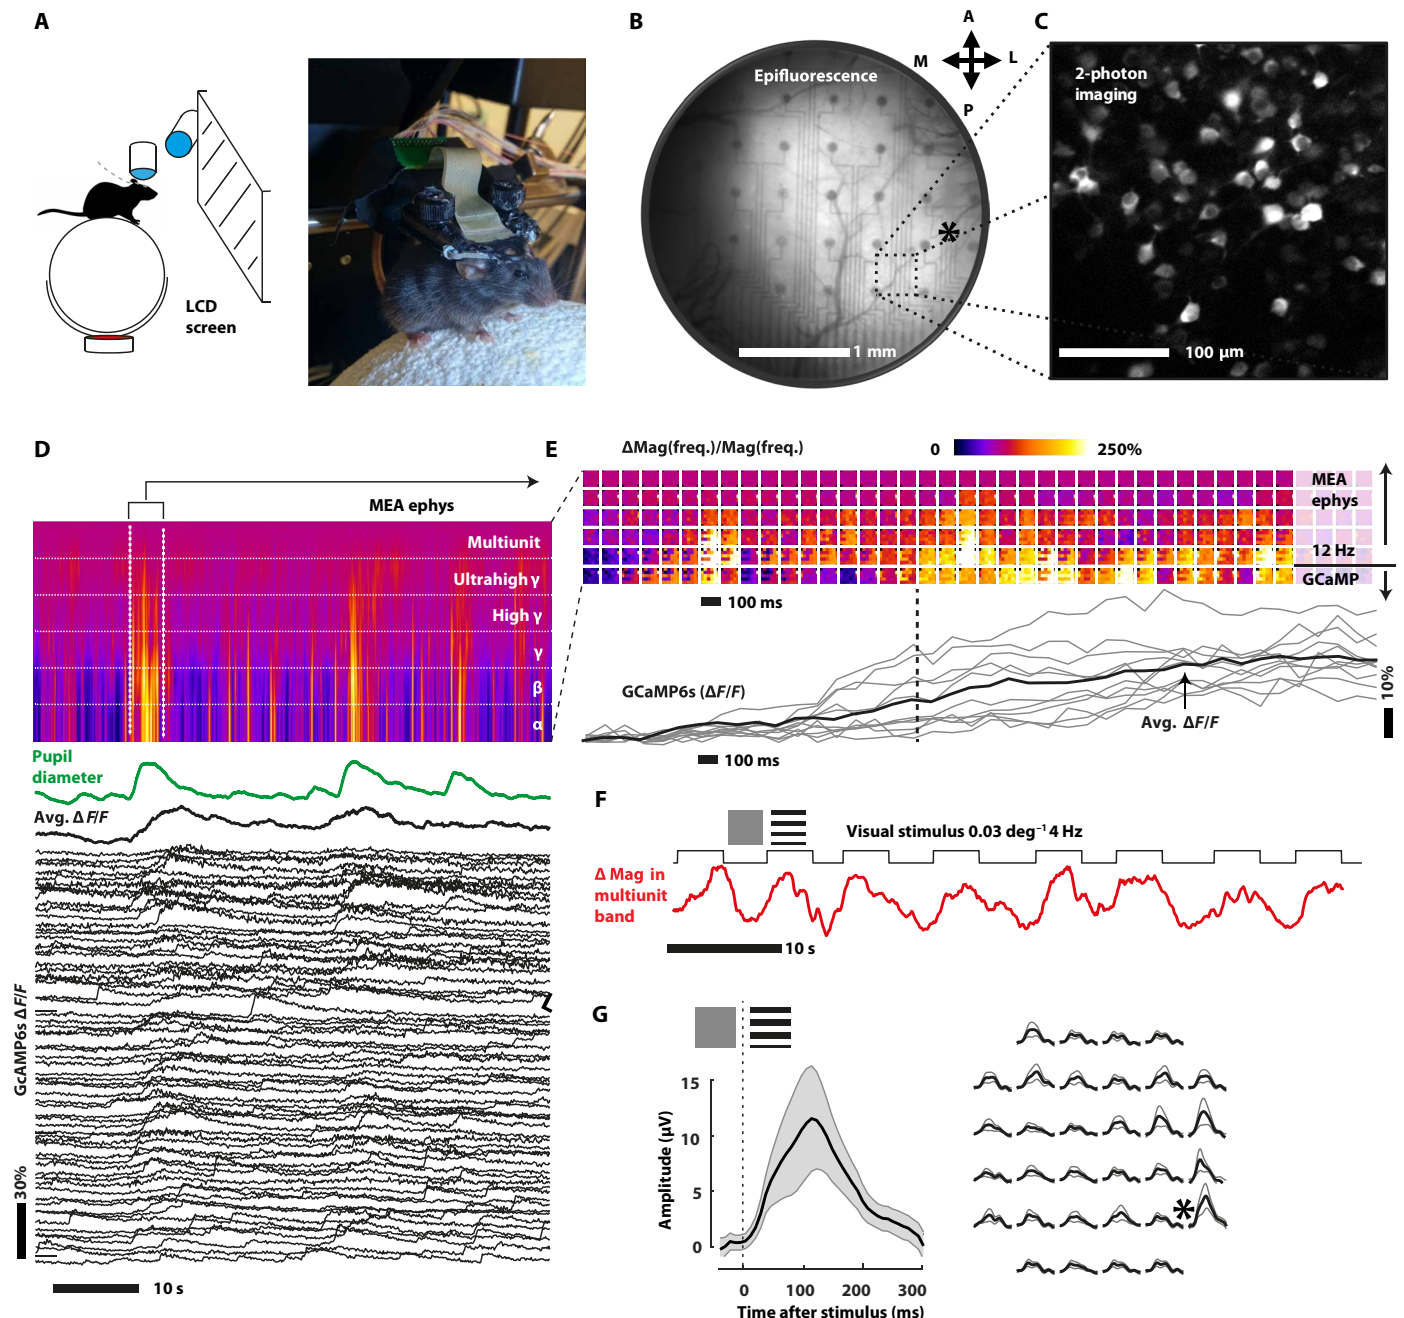 A
LCD
screen
B
Epifluorescence
1 mm
A
M
L
P
C
2-photon
imaging
100 µm
D
MEA ephys
Multiunit
Ultrahigh γ
High γ
γ
β
α
Pupil
diameter
Avg. Δ F/F
GcAMP6s ΔF/F
30%
10 s
E
ΔMag(freq.)/Mag(freq.)
0
250%
MEA
ephys
12 Hz
GCaMP
100 ms
GCaMP6s (ΔF/F)
Avg. ΔF/F
10%
100 ms
F
Visual stimulus 0.03 deg⁻¹ 4 Hz
Δ Mag in
multiunit
band
10 s
G
15
10
5
0
Amplitude (µV)
0
100
200
300
Time after stimulus (ms)
*
*